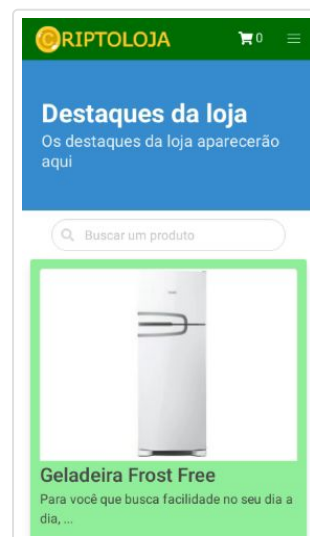 CRIPTOLOJA 0
Destaques da loja
Os destaques da loja aparecerão
aqui
Buscar um produto
Geladeira Frost Free
Para você que busca facilidade no seu dia a
dia, ...